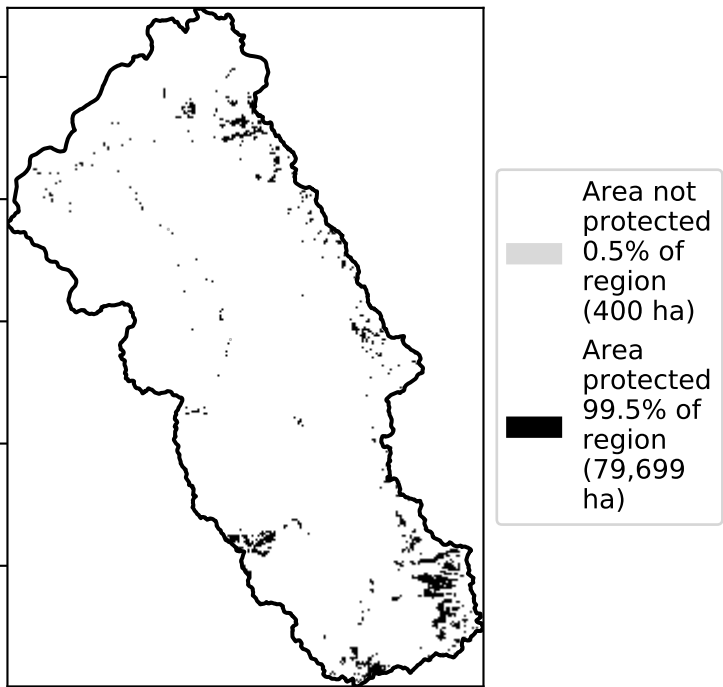 Area not
protected
0.5% of
region
(400 ha)
Area
protected
99.5% of
region
(79,699
ha)